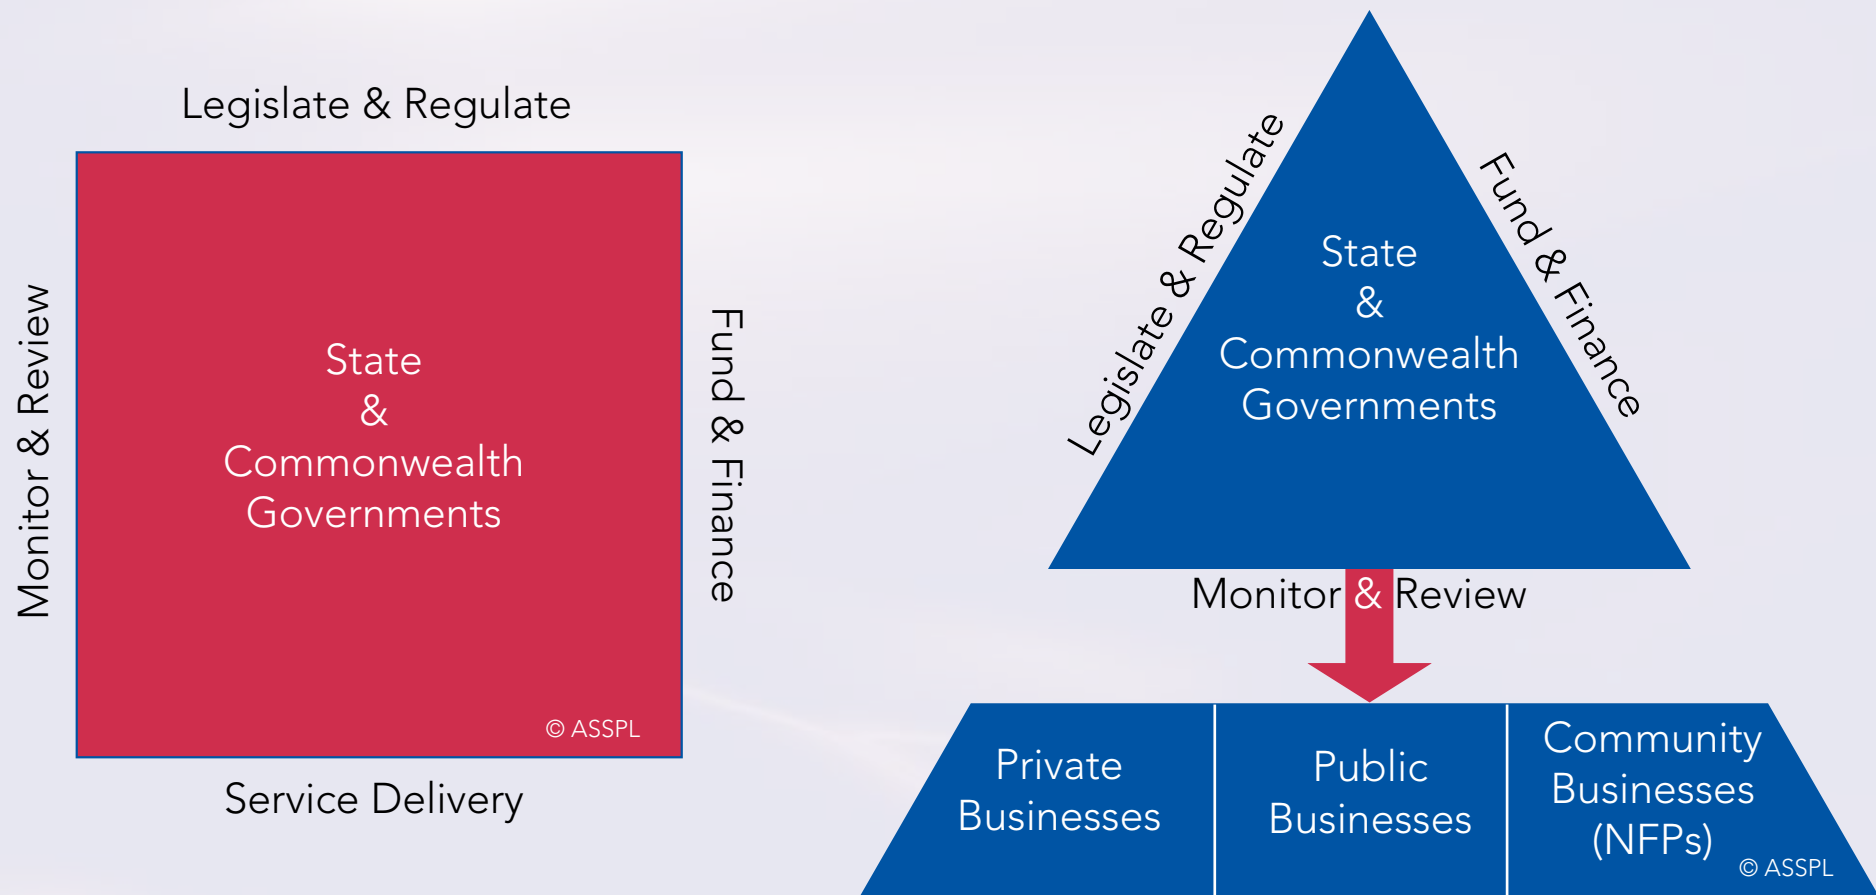 Legislate & Regulate
Monitor & Review
State
&
Commonwealth
Governments
Fund & Finance
© ASSPL
Service Delivery
Legislate & Regulate
Fund & Finance
State
&
Commonwealth
Governments
Monitor & Review
Private
Businesses
Public
Businesses
Community
Businesses
(NFPs)
© ASSPL